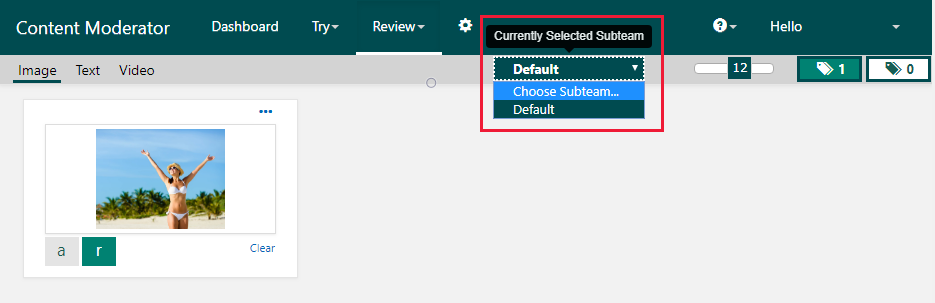 Content Moderator Dashboard Try Review Hello
Currently Selected Subteam
Image Text Video Default 12 1 0
Choose Subteam...
Default
a r Clear